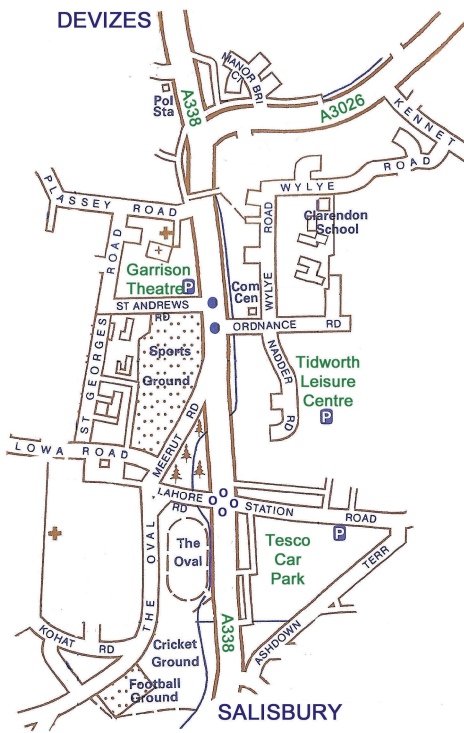 DEVIZES
MANOR BRI
CT
Pol
Sta
A338
A3026
KENNET
ROAD
WYLYE
PLASSEY ROAD
ROAD
Clarendon
School
Garrison
Theatre
P
ROAD
WYLYE
Com
Cen
ST ANDREWS
RD
ORDNANCE RD
ST GEORGES
Sports
Ground
NADDER
RD
Tidworth
Leisure
Centre
P
MEERUT RD
LOWA ROAD
LAHORE
RD
STATION ROAD
P
THE OVAL
The
Oval
Tesco
Car
Park
ASHDOWN TERR
A338
KOHAT RD
Cricket
Ground
Football
Ground
SALISBURY